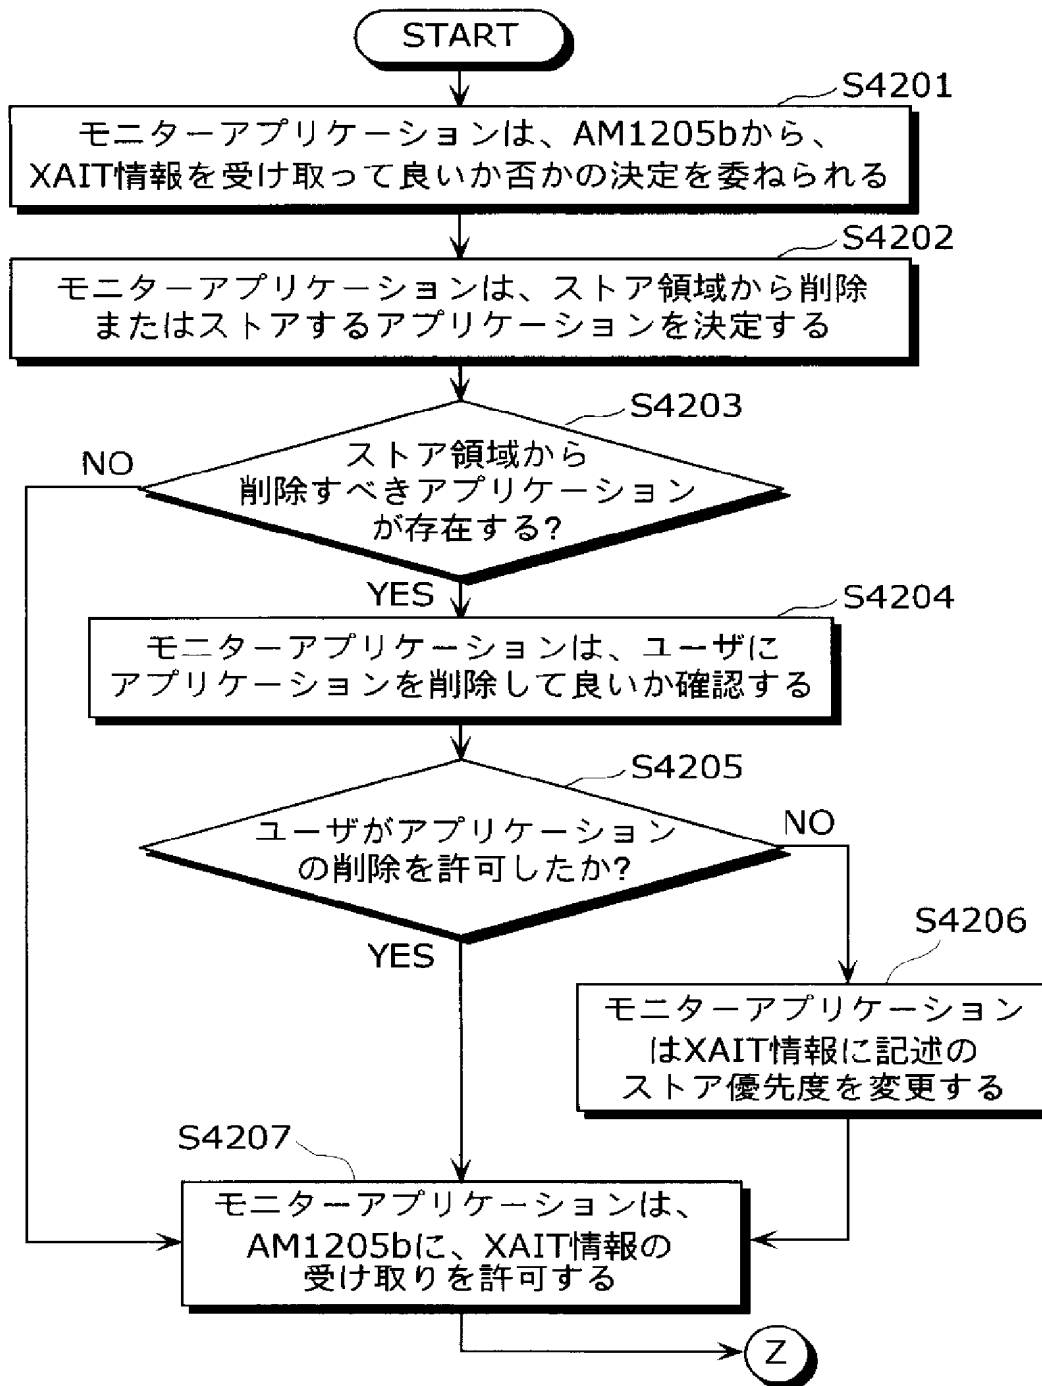 START
S4201
モニターアプリケーションは、AM1205bから、
XAIT情報を受け取って良いか否かの決定を委ねられる
S4202
モニターアプリケーションは、ストア領域から削除
またはストアするアプリケーションを決定する
S4203
ストア領域から
削除すべきアプリケーション
が存在する?
NO
YES
S4204
モニターアプリケーションは、ユーザに
アプリケーションを削除して良いか確認する
S4205
ユーザがアプリケーション
の削除を許可したか?
NO
YES
S4206
モニターアプリケーション
はXAIT情報に記述の
ストア優先度を変更する
S4207
モニターアプリケーションは、
AM1205bに、XAIT情報の
受け取りを許可する
Z